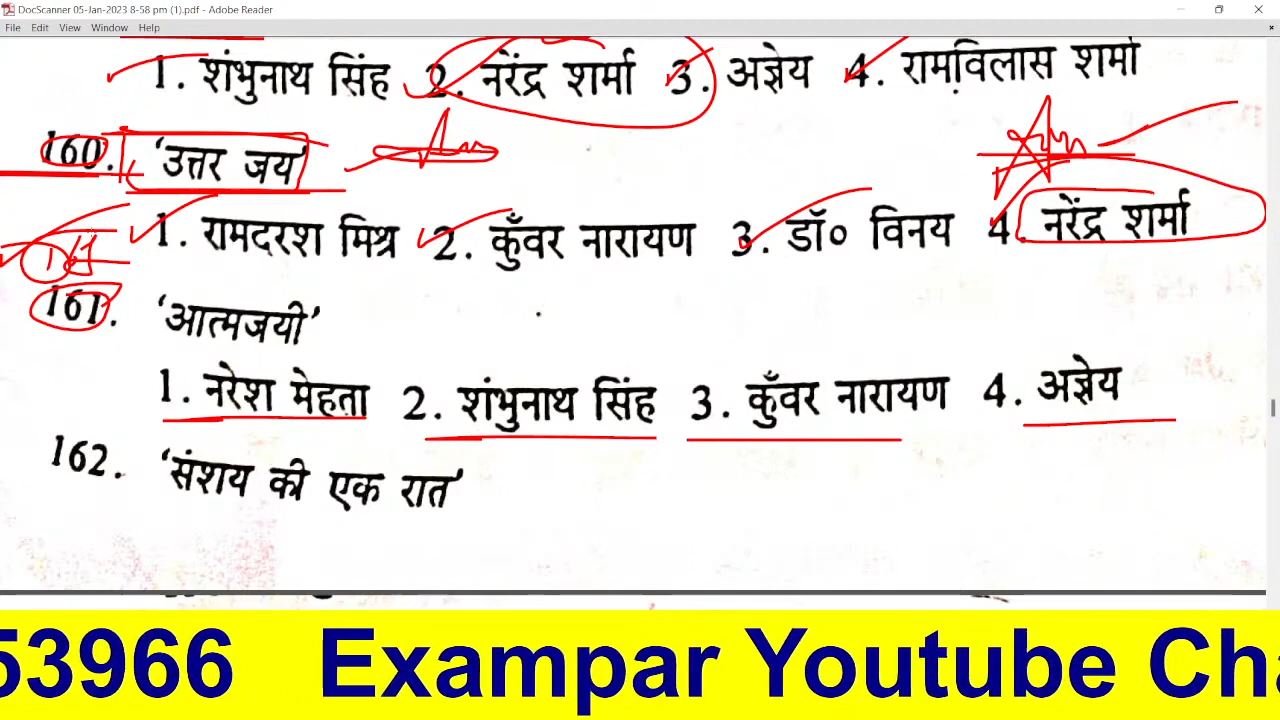 DocScanner 05-Jan-2023 8-58 pm (1).pdf - Adobe Reader
File Edit View Window Help
1. शंभुनाथ सिंह 2. नरेंद्र शर्मा 3. अज्ञेय 4. रामविलास शर्मा
160. 'उत्तर जय' Ans
Ans
1. रामदरश मिश्र 2. कुँवर नारायण 3. डॉ० विनय 4. नरेंद्र शर्मा
161. 'आत्मजयी'
1. नरेश मेहता 2. शंभुनाथ सिंह 3. कुँवर नारायण 4. अज्ञेय
162. 'संशय की एक रात'
53966 Exampar Youtube Cha